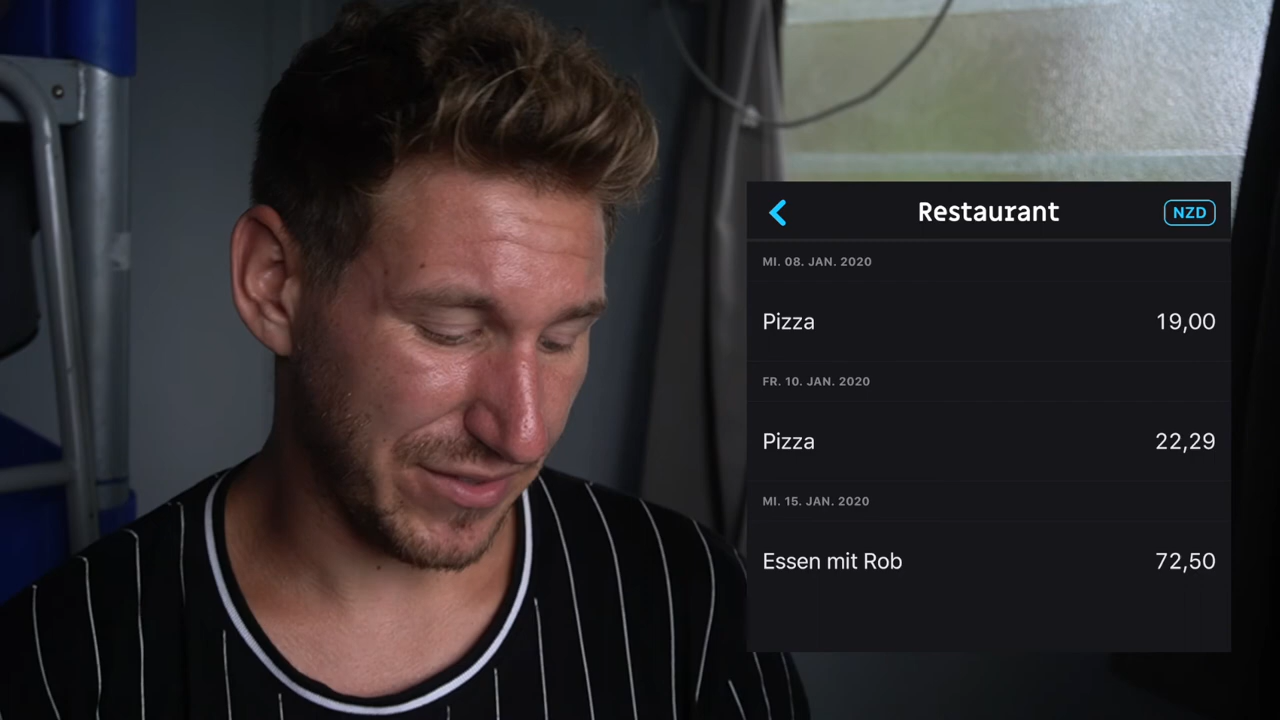 Restaurant
NZD
MI. 08. JAN. 2020
Pizza 19,00
FR. 10. JAN. 2020
Pizza 22,29
MI. 15. JAN. 2020
Essen mit Rob 72,50